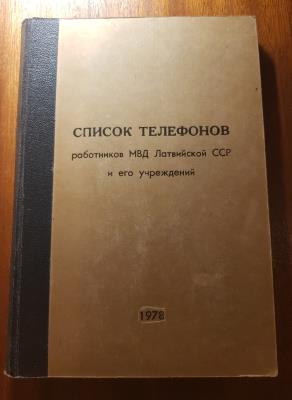 СПИСОК ТЕЛЕФОНОВ
работников МВД Латвийской ССР
и его учреждений
1978